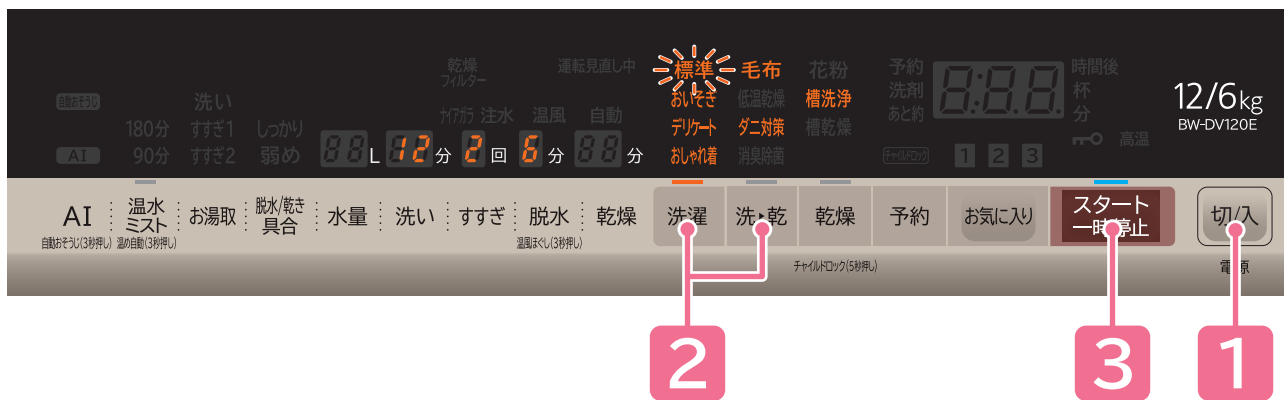 乾燥
フィルター
運転見直し中
標準
毛布
花粉
予約
時間後
自動おそうじ
洗い
おいそぎ
低温乾燥
槽洗浄
洗剤
8:8.8.
杯
180分
すすぎ1
しっかり
ナイアガラ
注水
温風
自動
デリケート
ダニ対策
槽乾燥
あと約
分
12/6kg
BW-DV120E
AI
90分
すすぎ2
弱め
88 L 12 分 2 回 6 分 88 分
おしゃれ着
消臭除菌
チャイルドロック
1 2 3
高温
AI
自動おそうじ(3秒押し)
温水
ミスト
温め自動(3秒押し)
お湯取
脱水/乾き
具合
水量
洗い
すすぎ
脱水
温風ほぐし(3秒押し)
乾燥
洗濯
洗▸乾
乾燥
予約
お気に入り
スタート
一時停止
切/入
チャイルドロック(5秒押し)
電源
2
3
1